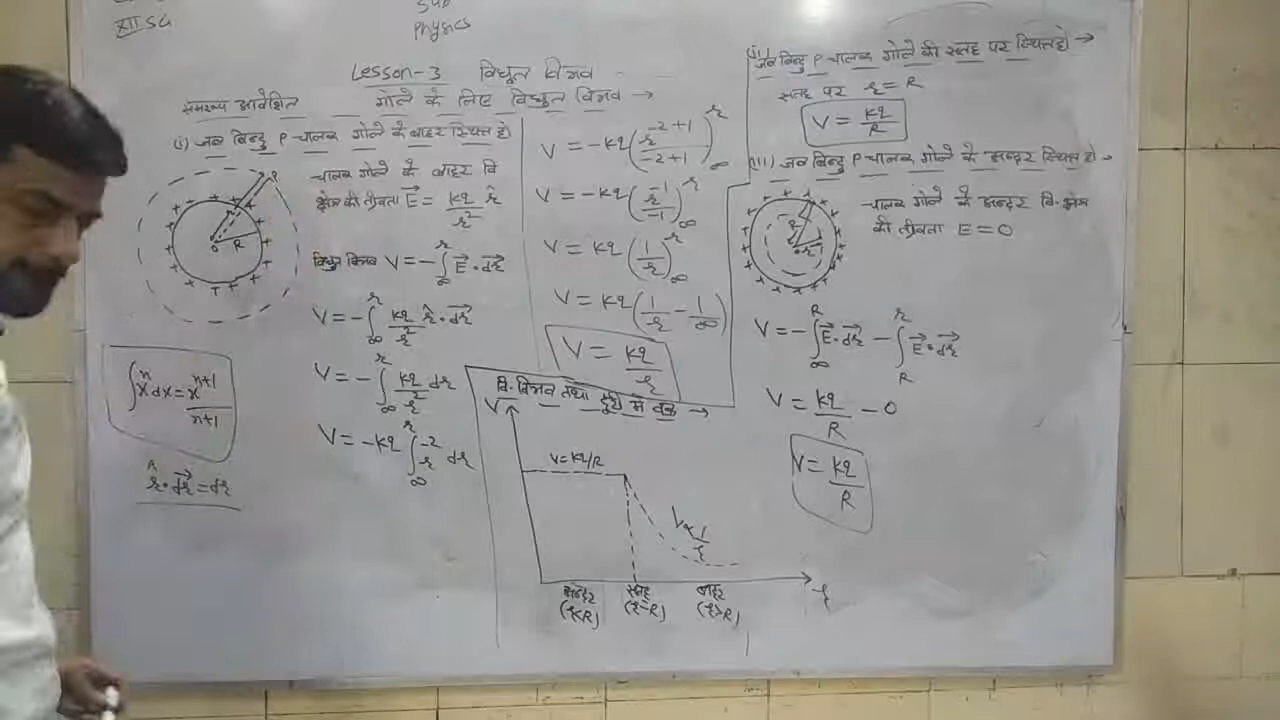 XII SG
Sub
Physics
Lesson-3 विद्युत विभव
समरूप आवेशित गोले के लिए विद्युत विभव →
(i) जब बिन्दु P चालक गोले के बाहर स्थित हो
चालक गोले के बाहर वि
क्षेत्र की तीव्रता E⃗ = kq/r² r̂
विद्युत विभव V = -∫_∞^r E⃗·dr⃗
V = -∫_∞^r kq/r² r̂·dr⃗
V = -∫_∞^r kq/r² dr
V = -kq ∫_∞^r r^-2 dr
∫x^n dx = x^(n+1)/(n+1)
r̂·dr⃗ = dr
O R
V = -kq (r^(-2+1)/(-2+1))_∞^r
V = -kq (r^-1/-1)_∞^r
V = kq (1/r)_∞^r
V = kq (1/r - 1/∞)
V = kq/r
वि. विभव तथा दूरी में वक्र →
V
V = kq/R
V ∝ 1/r
r
अन्दर सतह बाहर
(r<R) (r=R) (r>R)
(ii) जब बिन्दु P चालक गोले की सतह पर स्थित हो →
सतह पर r = R
V = kq/R
(iii) जब बिन्दु P चालक गोले के अन्दर स्थित हो -
चालक गोले के अन्दर वि. क्षेत्र
की तीव्रता E = 0
V = -∫_∞^R E⃗·dr⃗ - ∫_R^r E⃗·dr⃗
V = kq/R - 0
V = kq/R